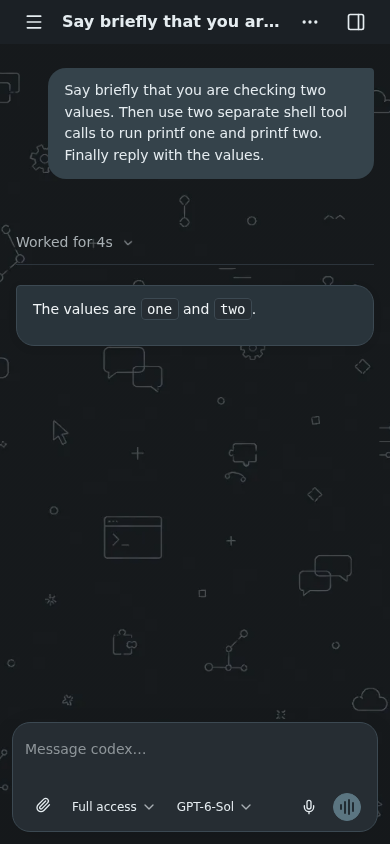 Say briefly that you ar...
Say briefly that you are checking two
values. Then use two separate shell tool
calls to run printf one and printf two.
Finally reply with the values.
Worked for 4s
The values are one and two.
Message codex...
Full access
GPT-6-Sol